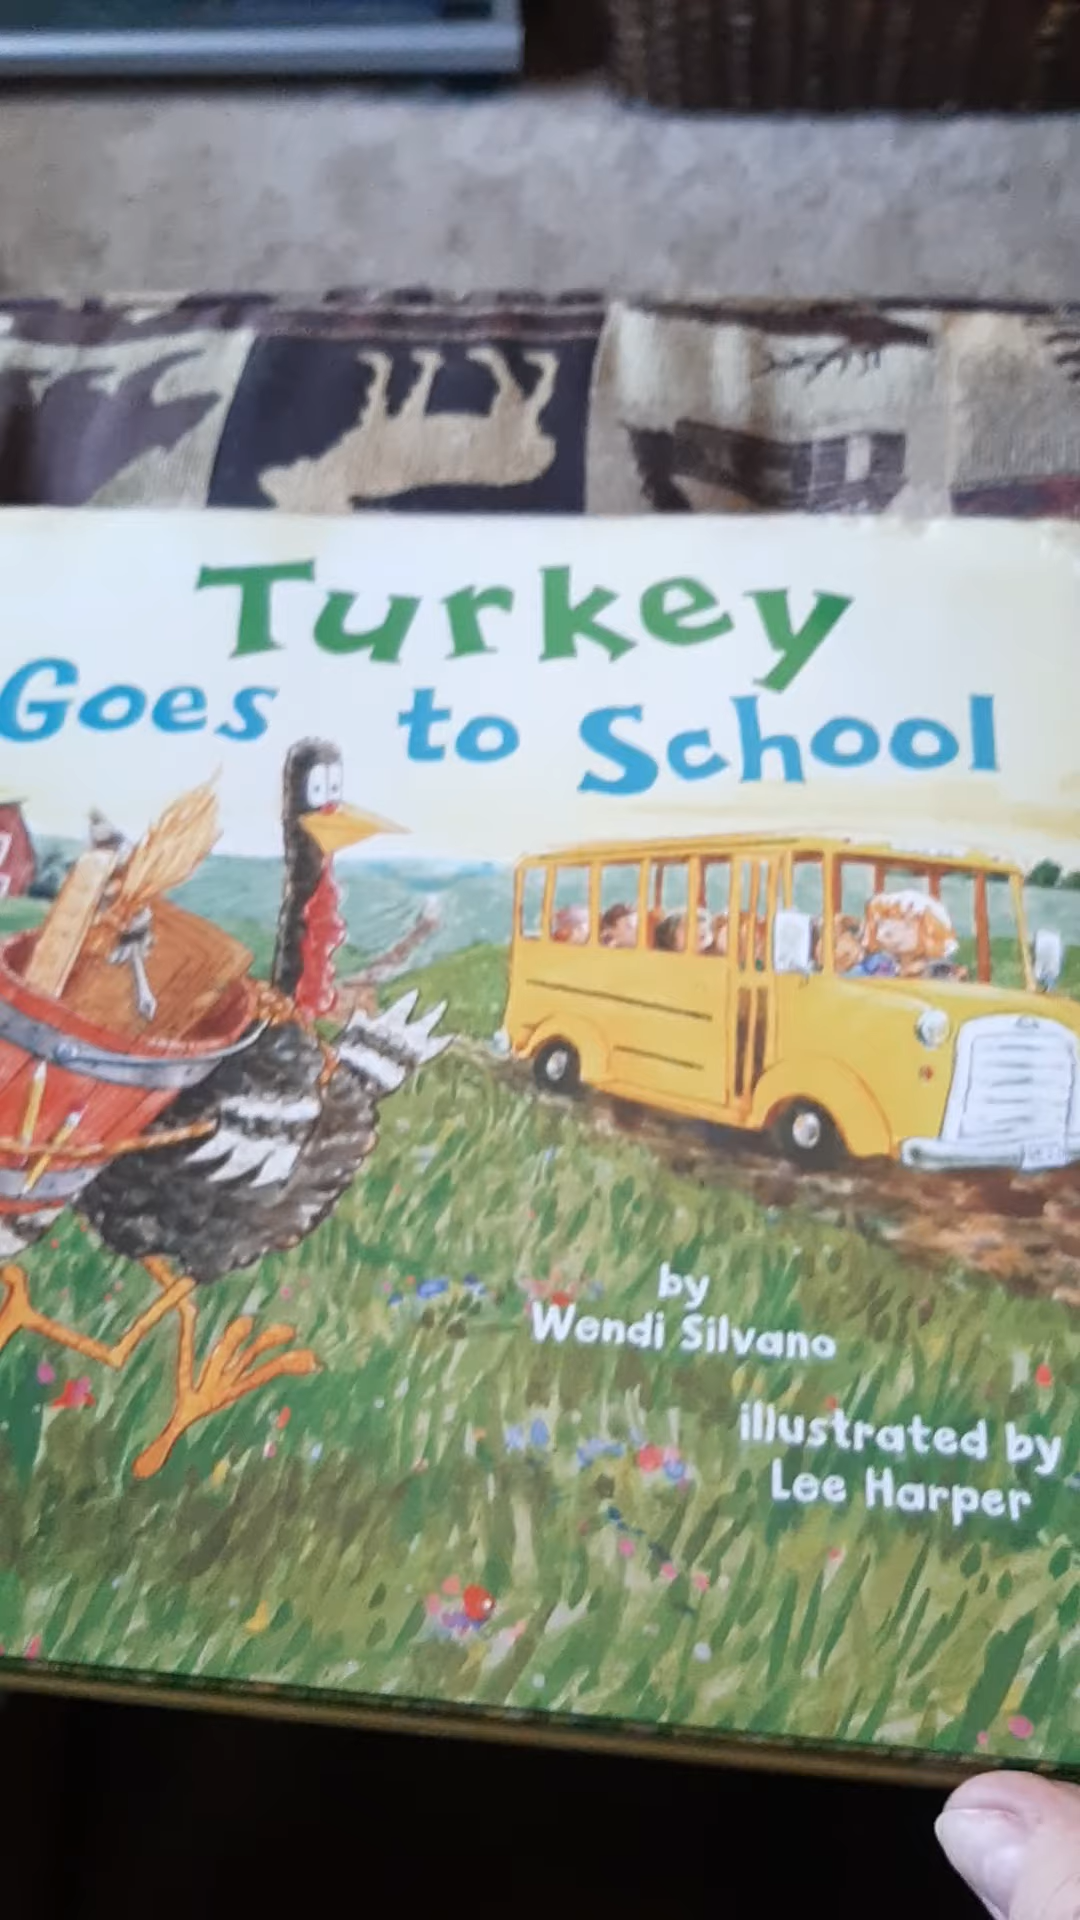 Turkey
Goes to School
by
Wendi Silvano
illustrated by
Lee Harper